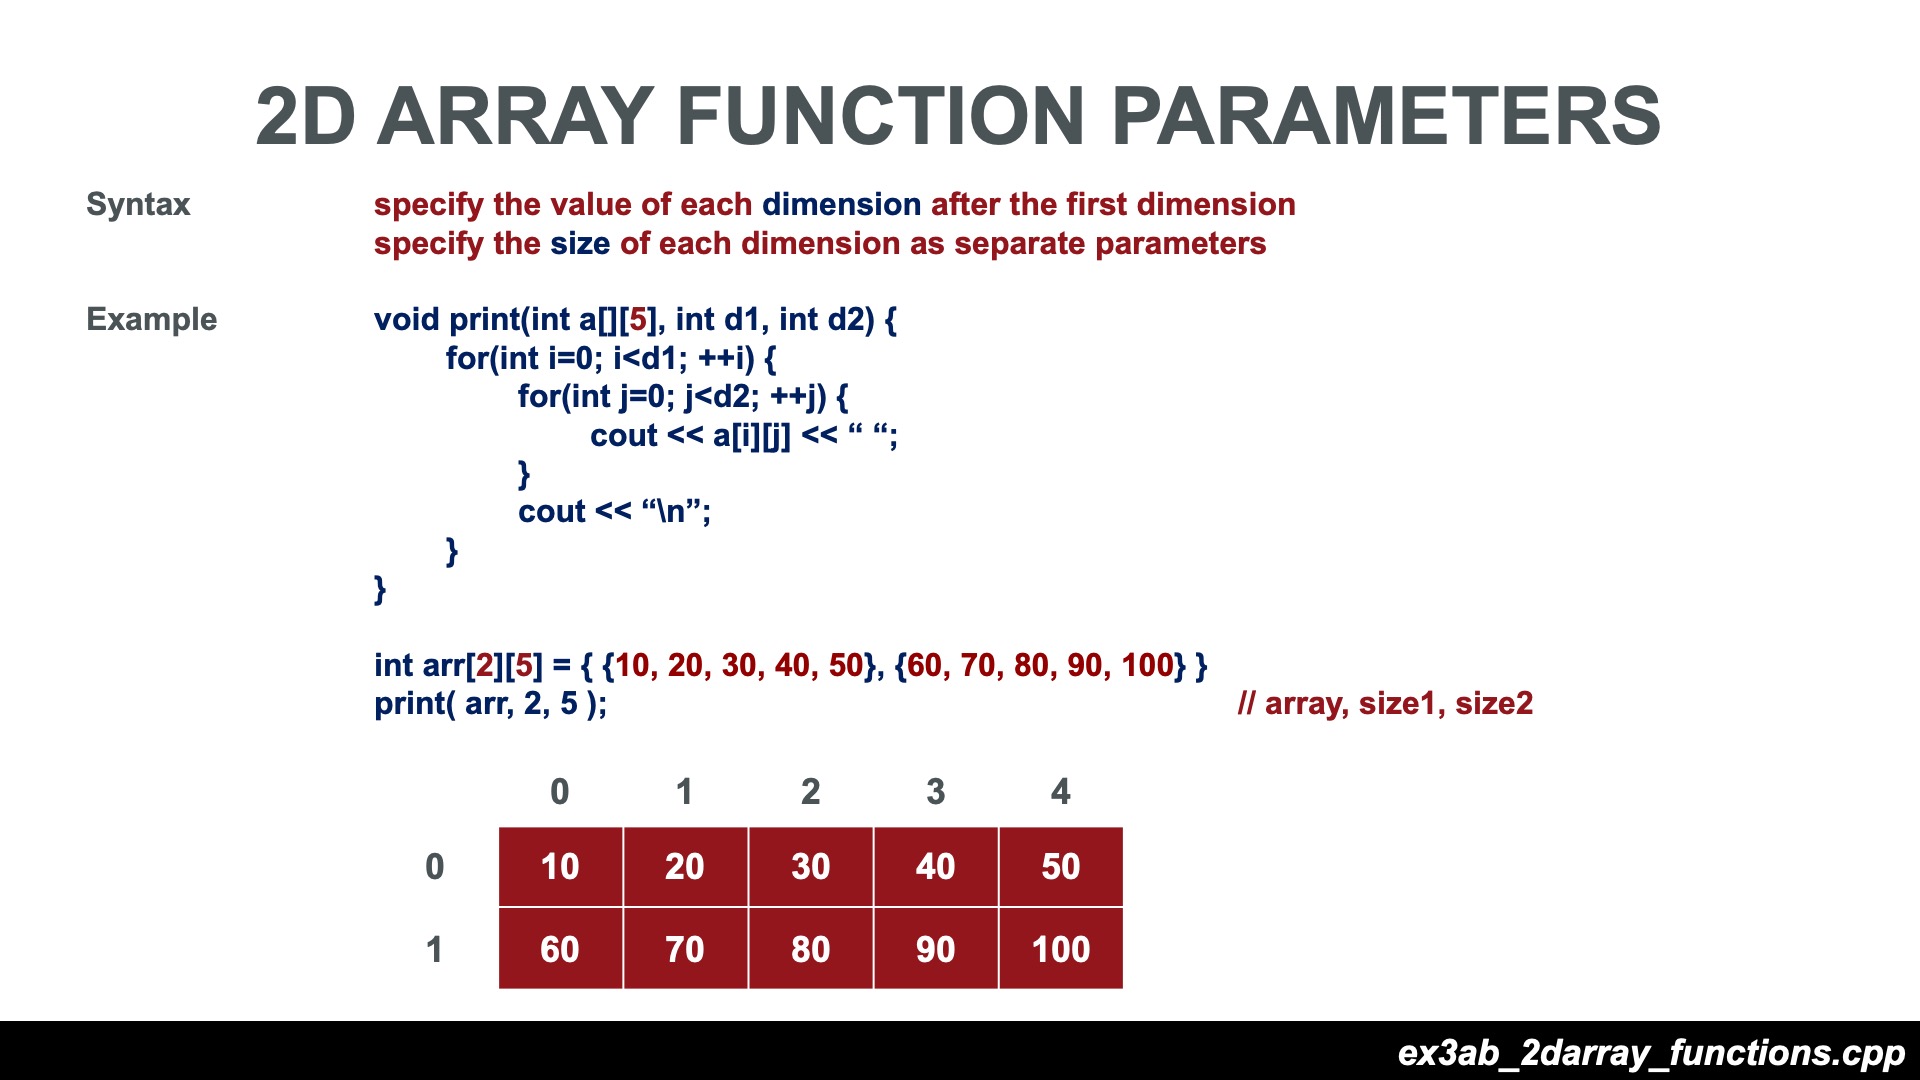 2D ARRAY FUNCTION PARAMETERS
Syntax specify the value of each dimension after the first dimension
specify the size of each dimension as separate parameters
Example void print(int a[][5], int d1, int d2) {
for(int i=0; i<d1; ++i) {
for(int j=0; j<d2; ++j) {
cout << a[i][j] << “ “;
}
cout << “\n”;
}
}
int arr[2][5] = { {10, 20, 30, 40, 50}, {60, 70, 80, 90, 100} }
print( arr, 2, 5 ); // array, size1, size2
0 1 2 3 4
0 10 20 30 40 50
1 60 70 80 90 100
ex3ab_2darray_functions.cpp